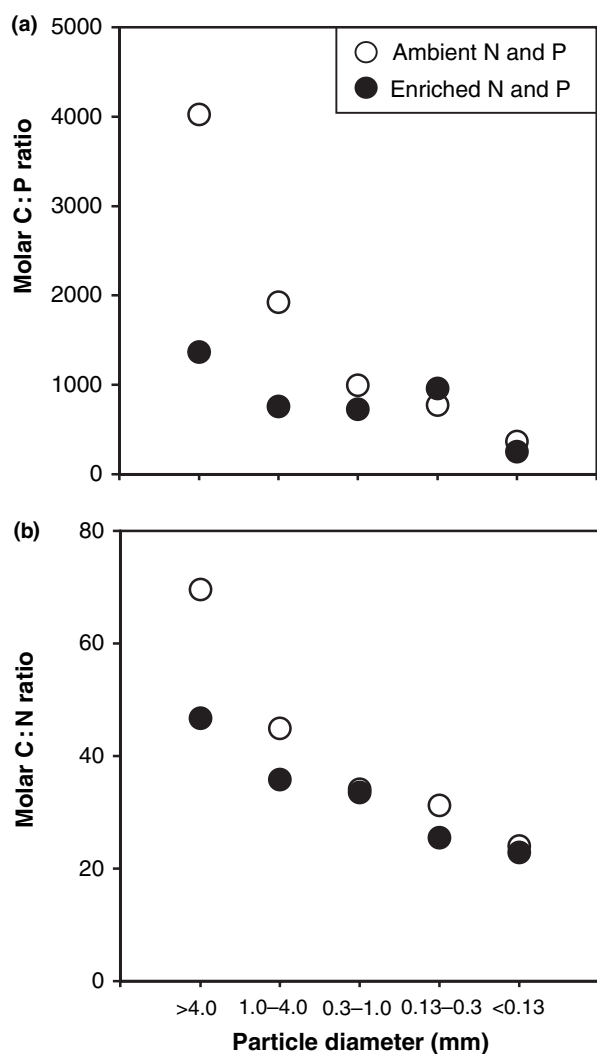 (a)
5000
4000
3000
2000
1000
0
Molar C:P ratio
Ambient N and P
Enriched N and P
(b)
80
60
40
20
0
Molar C:N ratio
>4.0 1.0–4.0 0.3–1.0 0.13–0.3 <0.13
Particle diameter (mm)